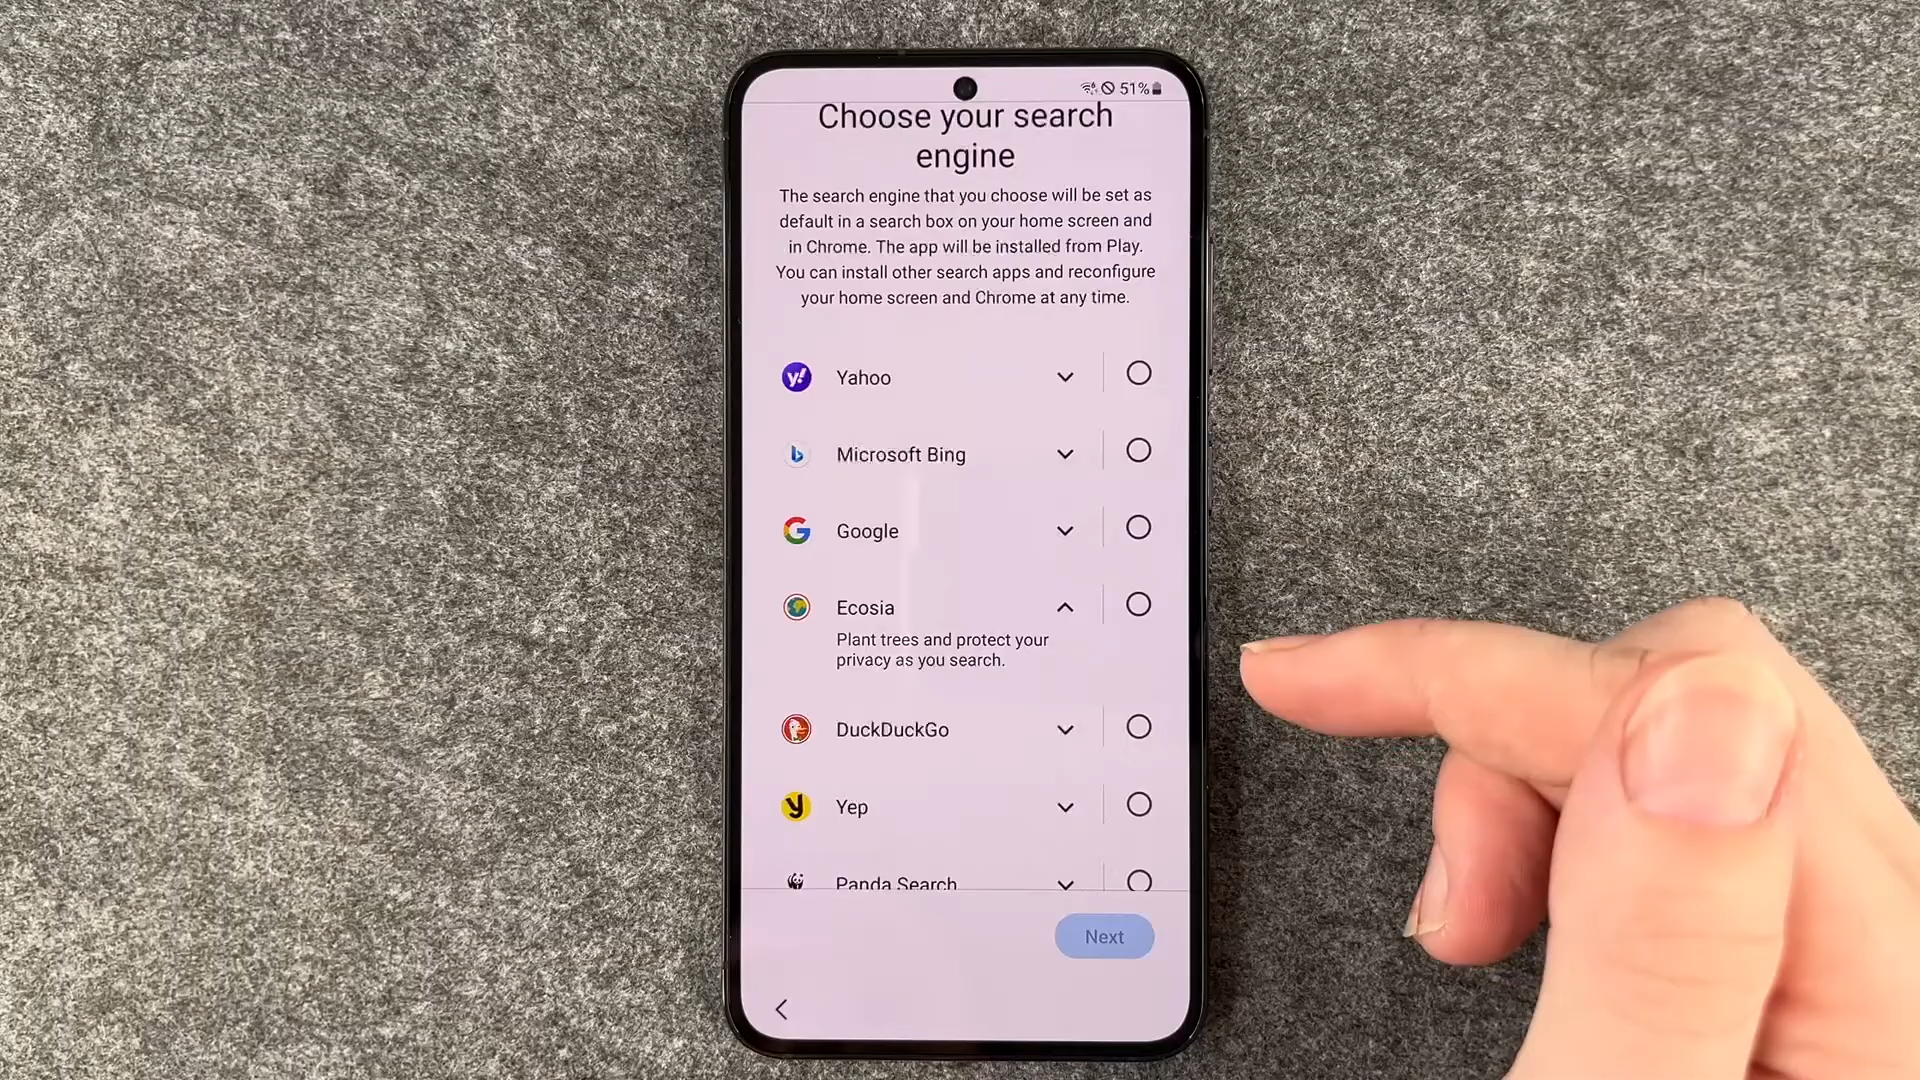 51%
Choose your search
engine
The search engine that you choose will be set as
default in a search box on your home screen and
in Chrome. The app will be installed from Play.
You can install other search apps and reconfigure
your home screen and Chrome at any time.
Yahoo
Microsoft Bing
Google
Ecosia
Plant trees and protect your
privacy as you search.
DuckDuckGo
Yep
Panda Search
Next